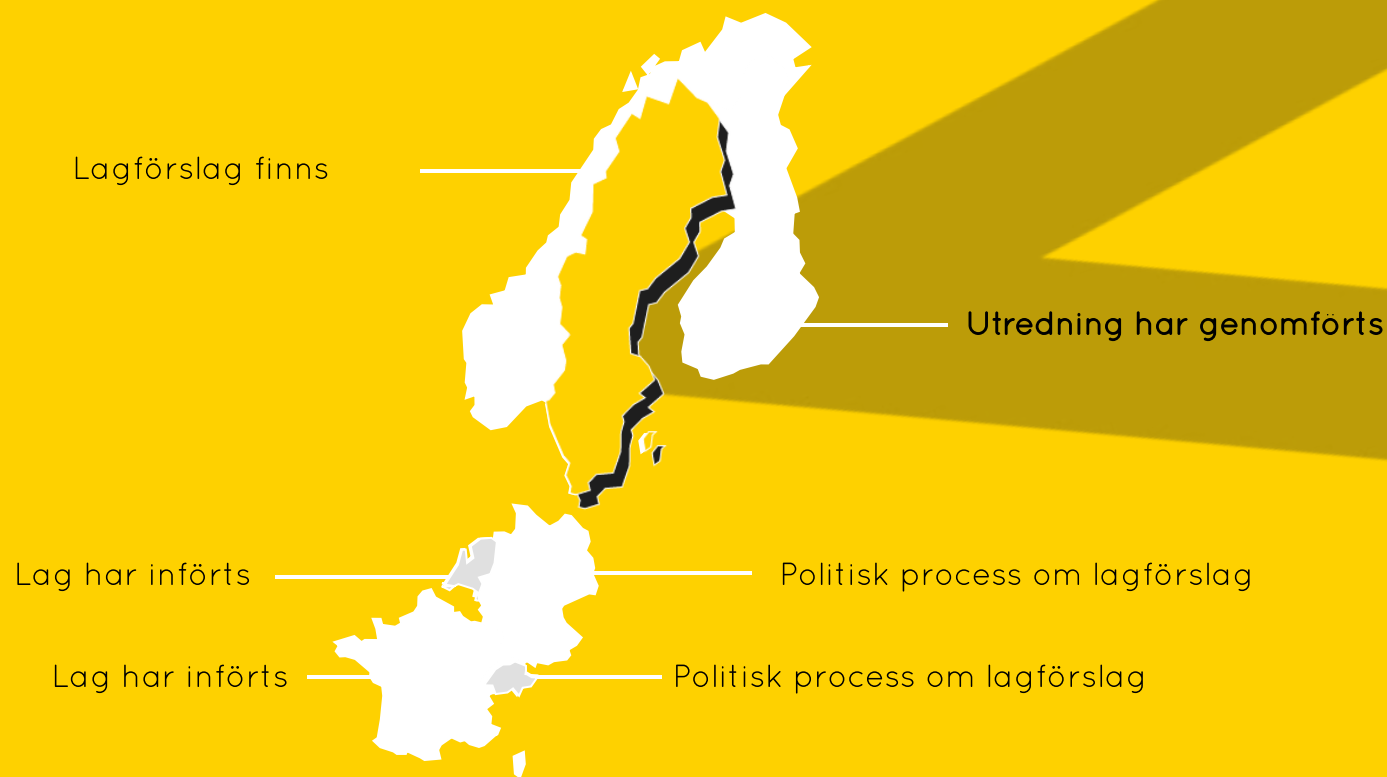 Lagförslag finns
Utredning har genomförts
Lag har införts
Politisk process om lagförslag
Lag har införts
Politisk process om lagförslag